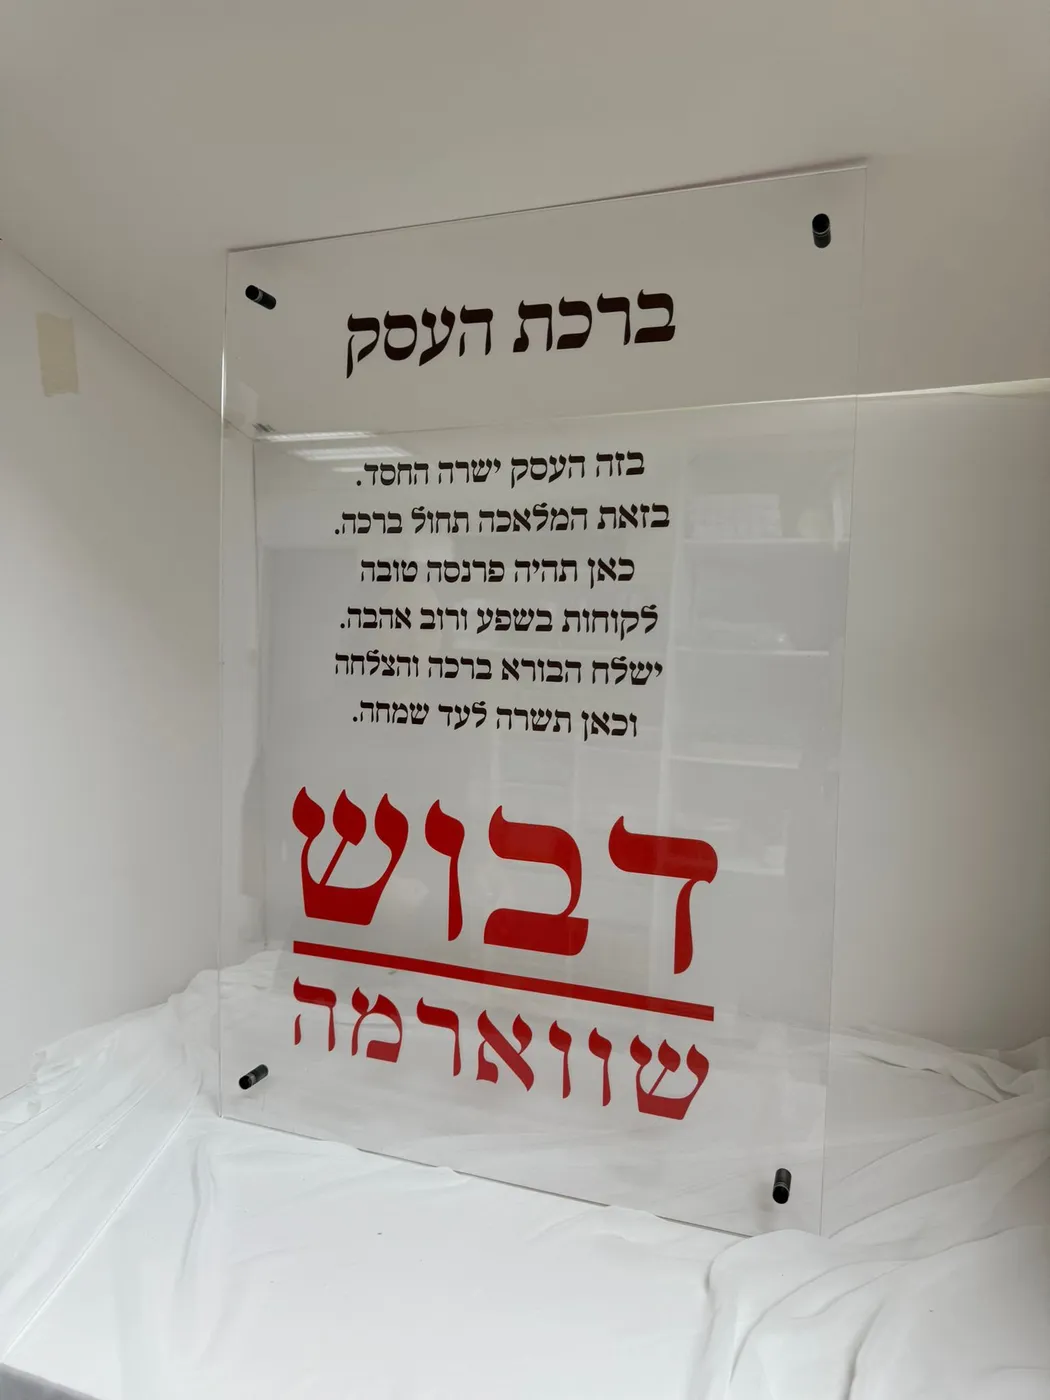 ברכת העסק
בזה העסק ישרה החסד.
בזאת המלאכה תחול ברכה.
כאן תהיה פרנסה טובה
לקוחות בשפע ורוב אהבה.
ישלח הבורא ברכה והצלחה
וכאן תשרה לעד שמחה.
דבוש
שווארמה